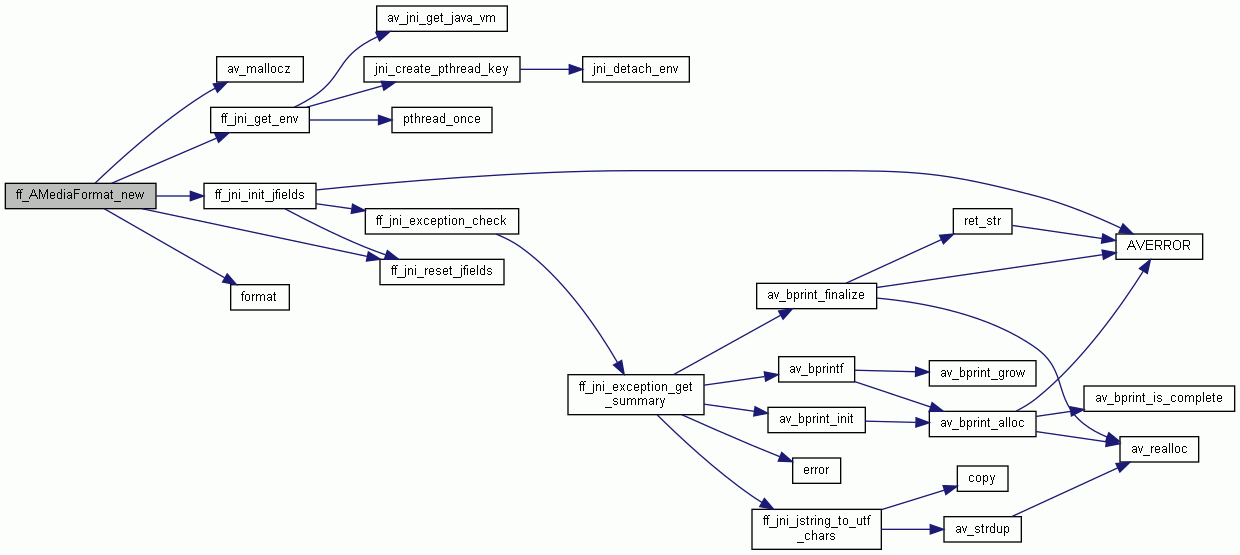 av_jni_get_java_vm
av_mallocz
jni_create_pthread_key
jni_detach_env
ff_jni_get_env
pthread_once
ff_AMediaFormat_new
ff_jni_init_jfields
ff_jni_exception_check
ret_str
AVERROR
ff_jni_reset_jfields
format
av_bprint_finalize
ff_jni_exception_get
_summary
av_bprintf
av_bprint_grow
av_bprint_is_complete
av_bprint_init
av_bprint_alloc
av_realloc
error
copy
ff_jni_jstring_to_utf
_chars
av_strdup